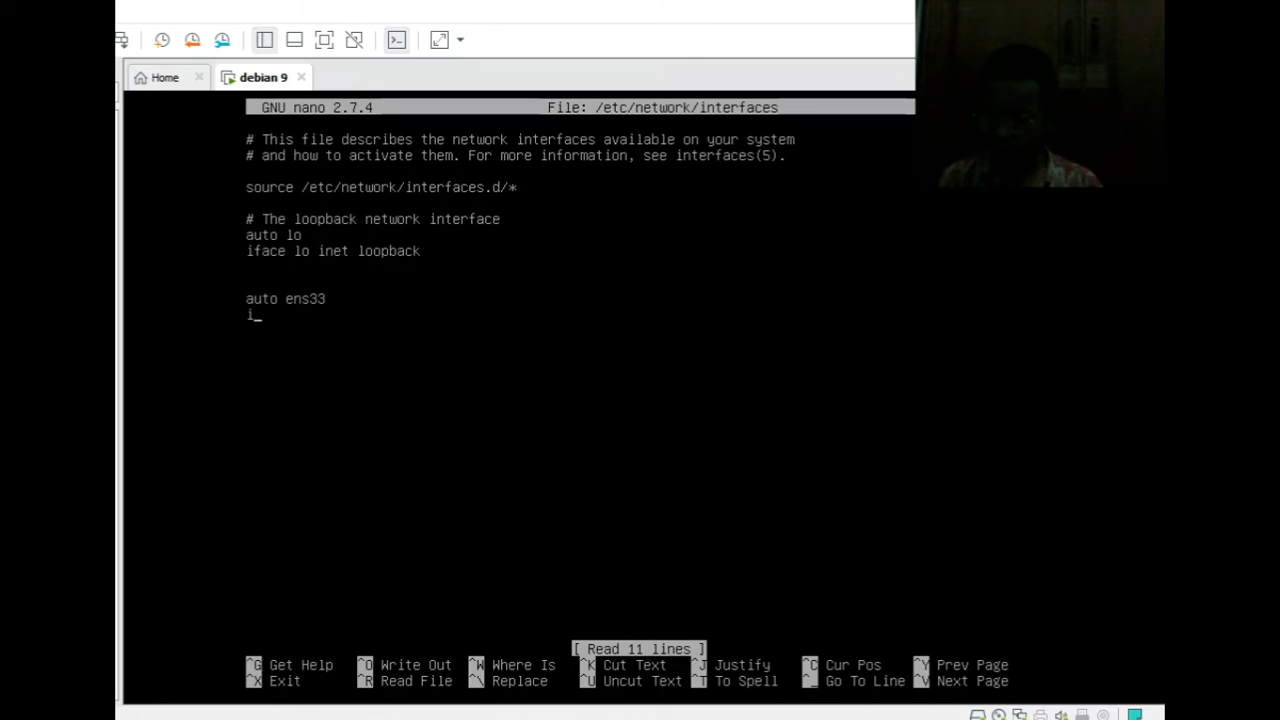 Home
debian 9
GNU nano 2.7.4 File: /etc/network/interfaces
# This file describes the network interfaces available on your system
# and how to activate them. For more information, see interfaces(5).
source /etc/network/interfaces.d/*
# The loopback network interface
auto lo
iface lo inet loopback
auto ens33
i_
[ Read 11 lines ]
^G Get Help ^O Write Out ^W Where Is ^K Cut Text ^J Justify ^C Cur Pos ^Y Prev Page
^X Exit ^R Read File ^\ Replace ^U Uncut Text ^T To Spell ^_ Go To Line ^V Next Page